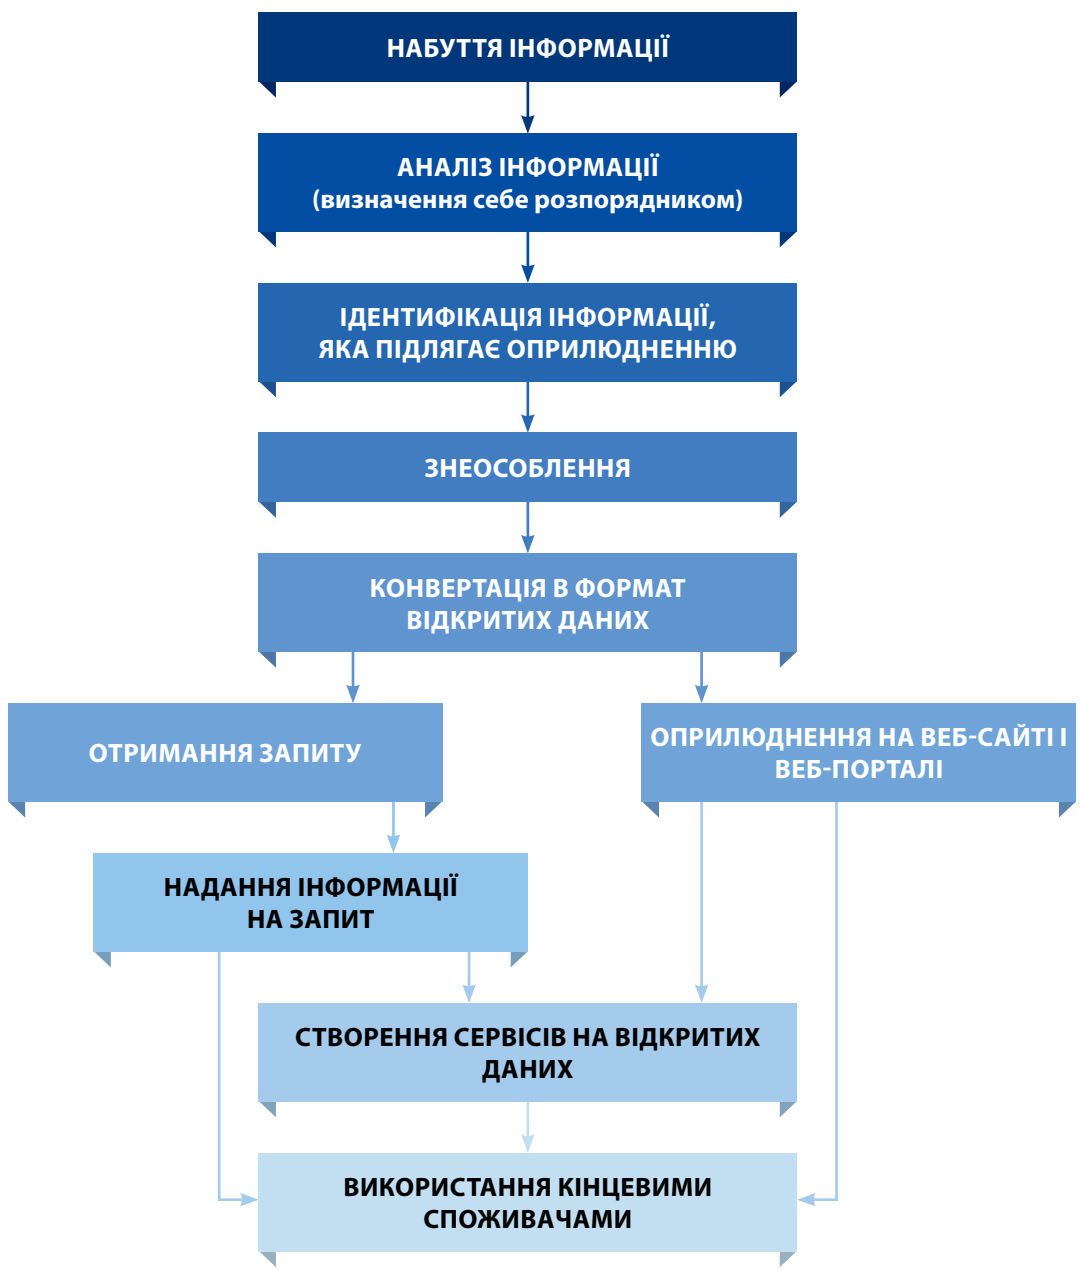 НАБУТТЯ ІНФОРМАЦІЇ
АНАЛІЗ ІНФОРМАЦІЇ
(визначення себе розпорядником)
ІДЕНТИФІКАЦІЯ ІНФОРМАЦІЇ,
ЯКА ПІДЛЯГАЄ ОПРИЛЮДНЕННЮ
ЗНЕОСОБЛЕННЯ
КОНВЕРТАЦІЯ В ФОРМАТ
ВІДКРИТИХ ДАНИХ
ОТРИМАННЯ ЗАПИТУ
ОПРИЛЮДНЕННЯ НА ВЕБ-САЙТІ І
ВЕБ-ПОРТАЛІ
НАДАННЯ ІНФОРМАЦІЇ
НА ЗАПИТ
СТВОРЕННЯ СЕРВІСІВ НА ВІДКРИТИХ
ДАНИХ
ВИКОРИСТАННЯ КІНЦЕВИМИ
СПОЖИВАЧАМИ